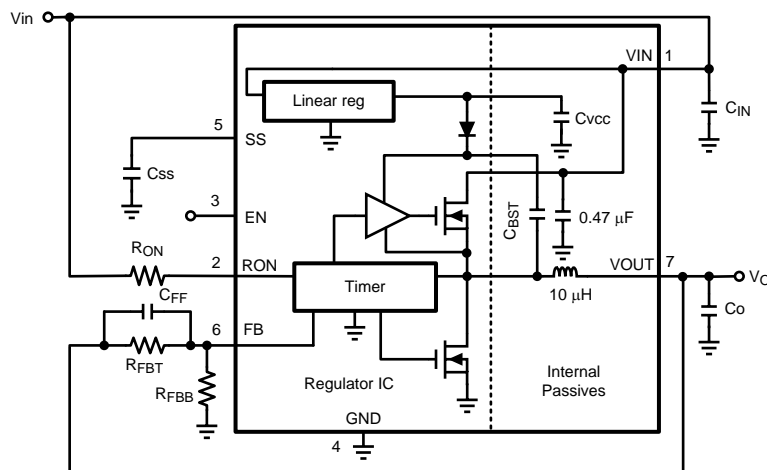 Vin
VIN
1
Linear reg
CIN
5
SS
Cvcc
Css
3
EN
CBST
0.47 μF
RON
2
RON
VOUT
7
Timer
VO
CFF
10 μH
Co
6
FB
RFBT
RFBB
Regulator IC
Internal
Passives
GND
4